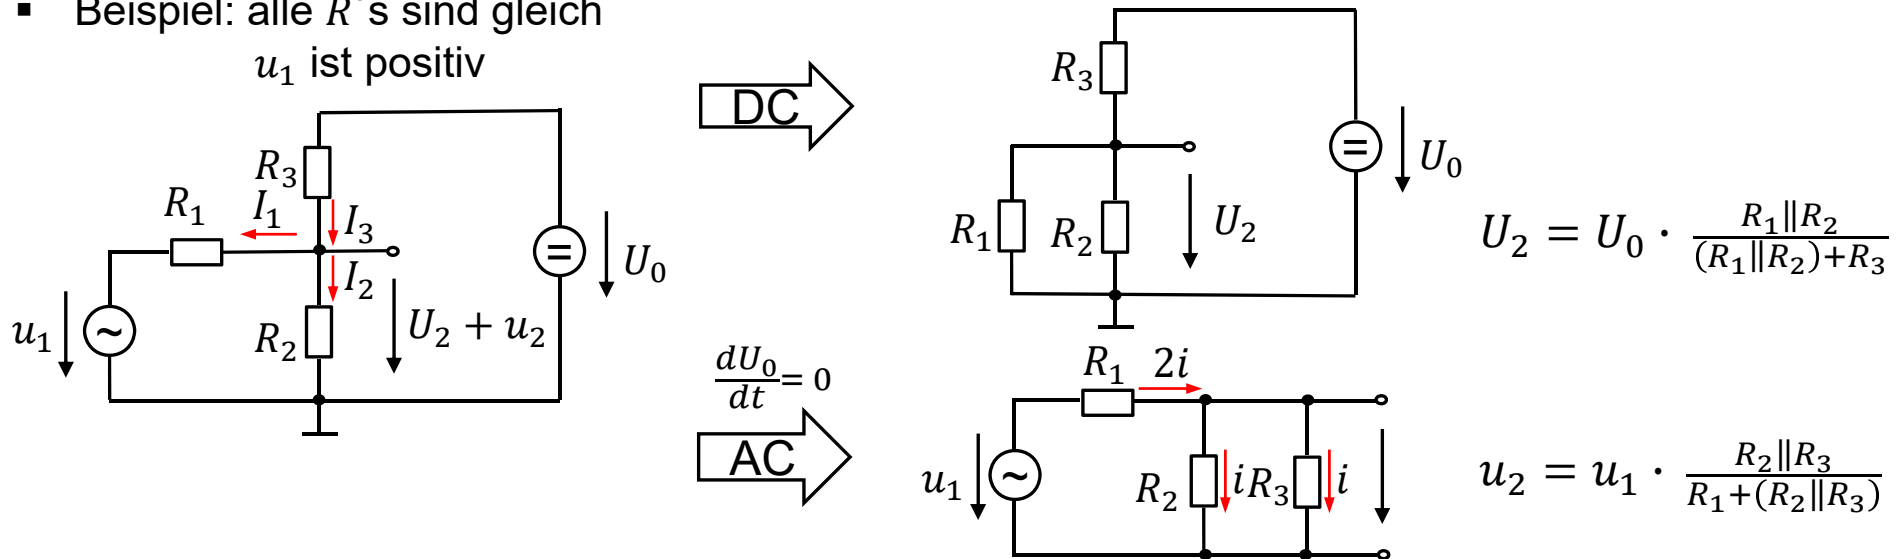 ▪ Beispiel: alle R's sind gleich
u₁ ist positiv
R₃
R₁
I₁
I₃
I₂
R₂
u₁
~
U₂ + u₂
=
U₀
DC
R₃
R₁
R₂
U₂
=
U₀
U₂ = U₀ · (R₁‖R₂)/((R₁‖R₂)+R₃)
dU₀/dt = 0
AC
R₁
2i
u₁
~
R₂
i
R₃
i
u₂ = u₁ · (R₂‖R₃)/(R₁+(R₂‖R₃))